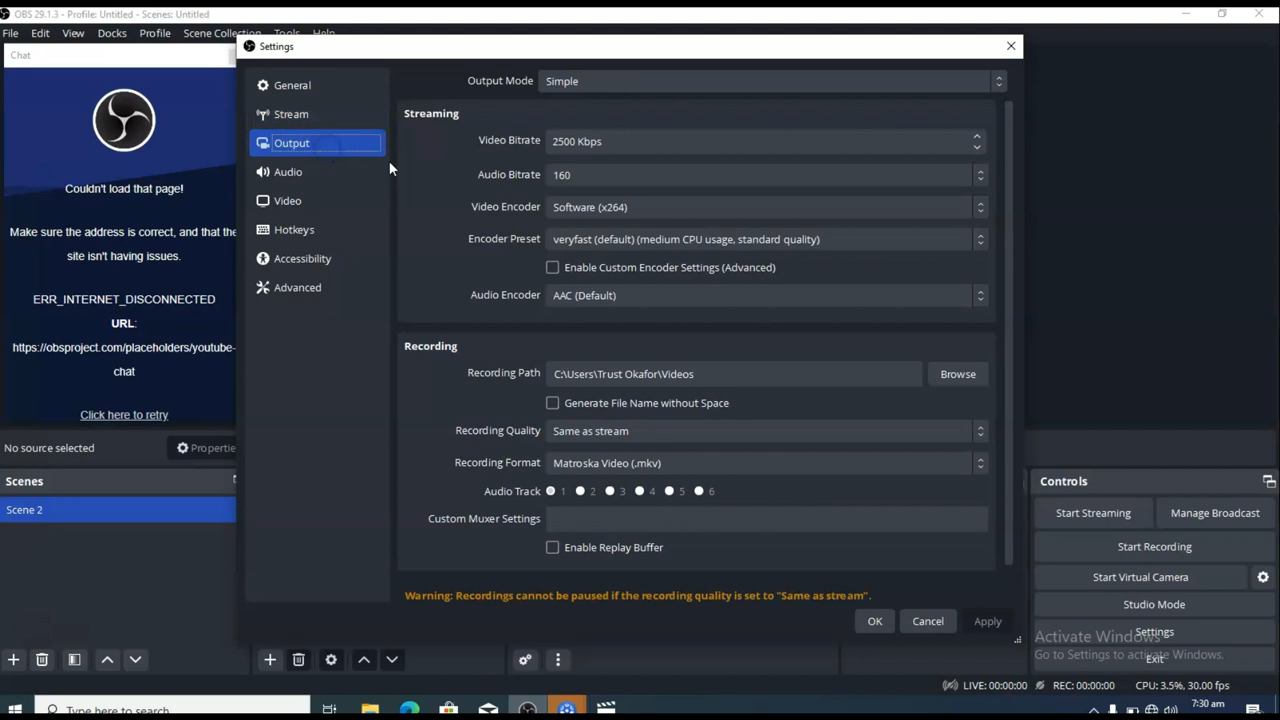 OBS 29.1.3 - Profile: Untitled - Scenes: Untitled
File Edit View Docks Profile Scene Collection Tools Help
Chat
Couldn't load that page!
Make sure the address is correct, and that the
site isn't having issues.
ERR_INTERNET_DISCONNECTED
URL:
https://obsproject.com/placeholders/youtube-
chat
Click here to retry
Settings
General
Stream
Output
Audio
Video
Hotkeys
Accessibility
Advanced
Output Mode Simple
Streaming
Video Bitrate 2500 Kbps
Audio Bitrate 160
Video Encoder Software (x264)
Encoder Preset veryfast (default) (medium CPU usage, standard quality)
Enable Custom Encoder Settings (Advanced)
Audio Encoder AAC (Default)
Recording
Recording Path C:\Users\Trust Okafor\Videos Browse
Generate File Name without Space
Recording Quality Same as stream
Recording Format Matroska Video (.mkv)
Audio Track 1 2 3 4 5 6
Custom Muxer Settings
Enable Replay Buffer
Warning: Recordings cannot be paused if the recording quality is set to "Same as stream".
OK Cancel Apply
No source selected Propertie
Scenes
Scene 2
Controls
Start Streaming Manage Broadcast
Start Recording
Start Virtual Camera
Studio Mode
Settings
Exit
Activate Windows
Go to Settings to activate Windows.
LIVE: 00:00:00 REC: 00:00:00 CPU: 3.5%, 30.00 fps
Type here to search
7:30 am